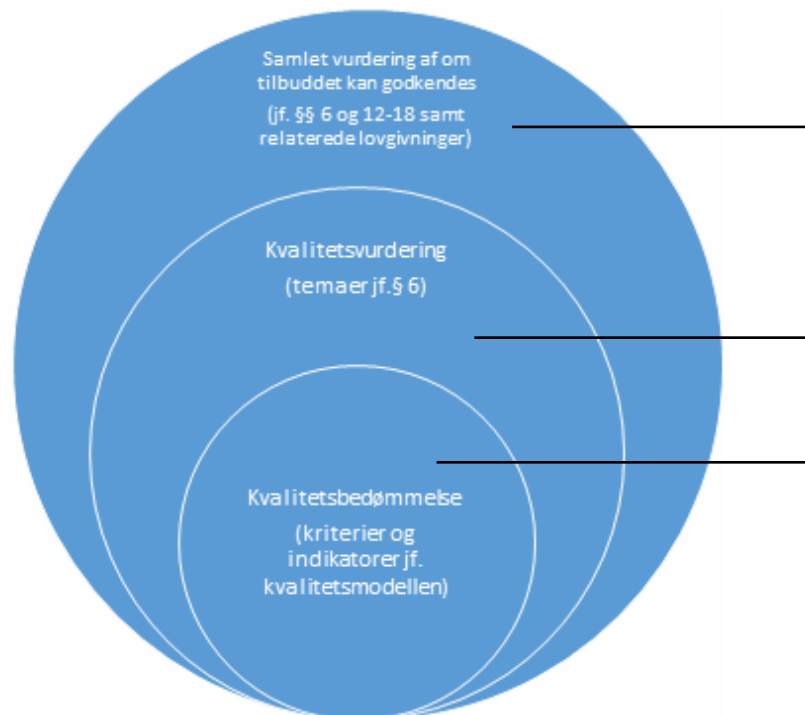 Samlet vurdering af om
tilbuddet kan godkendes
(jf. §§ 6 og 12-18 samt
relaterede lovgivninger)
Kvalitetsvurdering
(temaer jf. § 6)
Kvalitetsbedømmelse
(kriterier og
indikatorer jf.
kvalitetsmodellen)